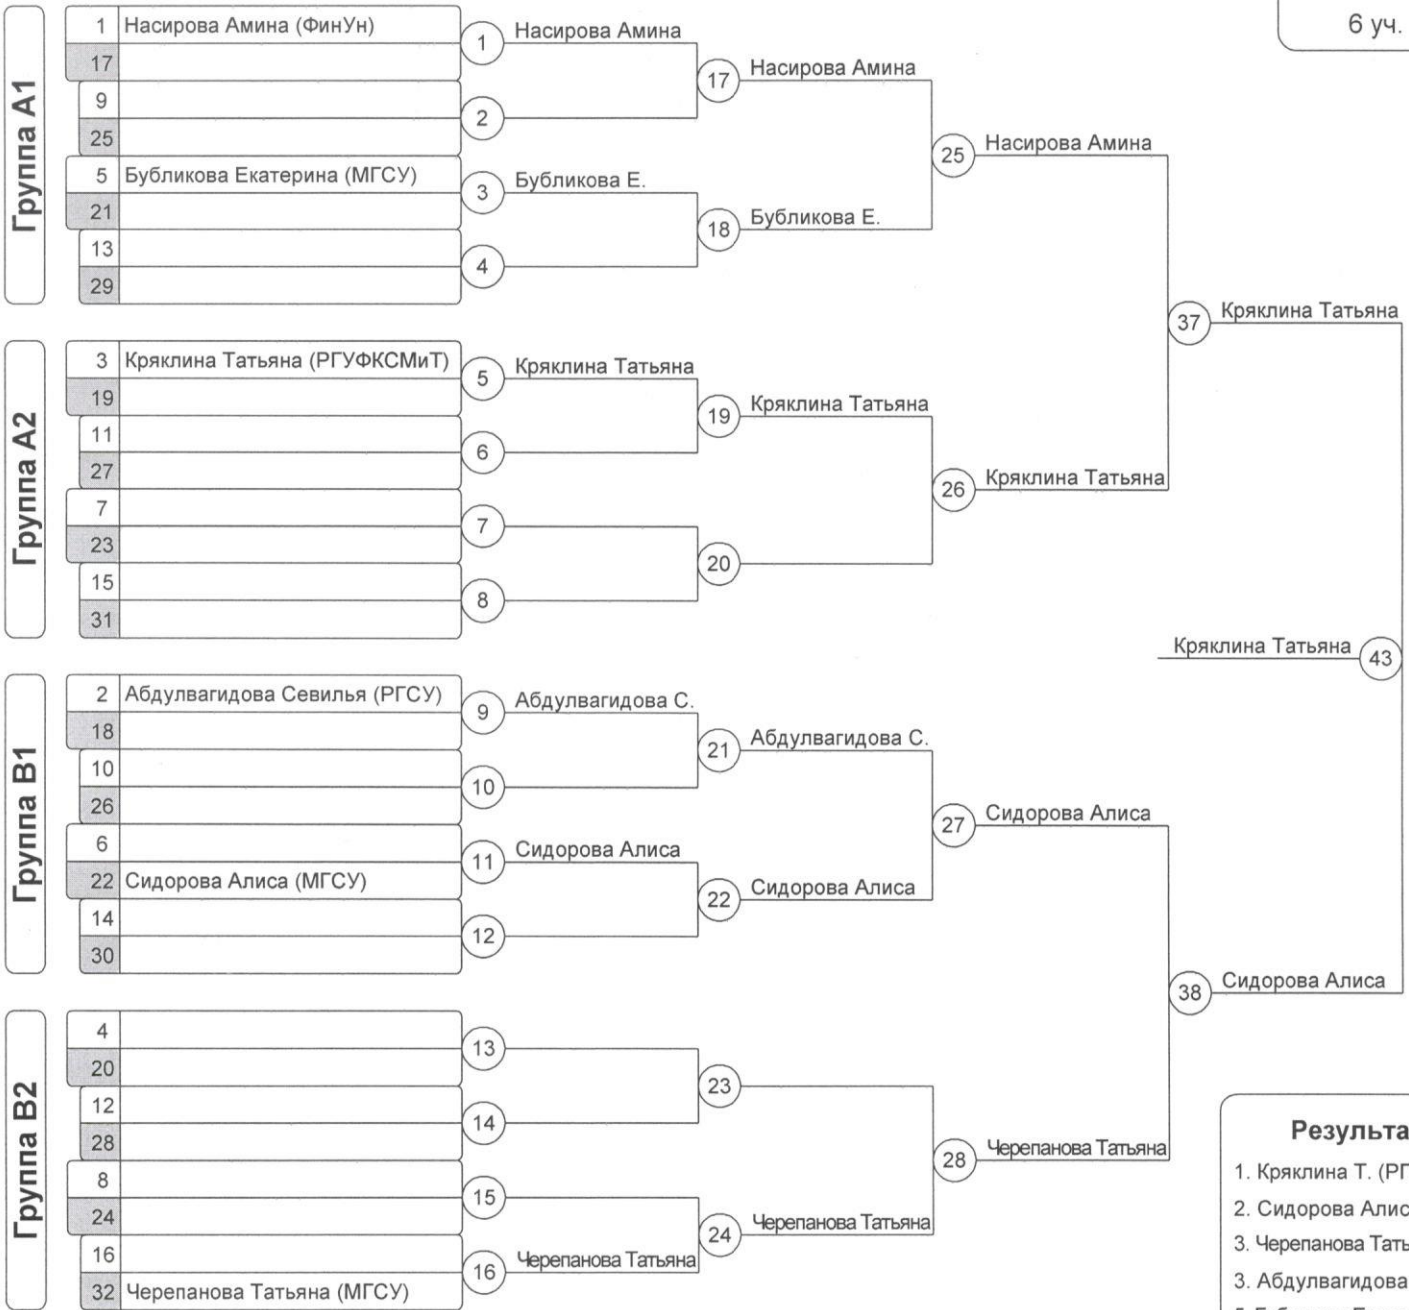 6 уч.
Группа А1
1 Насирова Амина (ФинУн)
17
9
25
5 Бубликова Екатерина (МГСУ)
21
13
29
1 Насирова Амина
2
3 Бубликова Е.
4
17 Насирова Амина
18 Бубликова Е.
25 Насирова Амина
Группа А2
3 Кряклина Татьяна (РГУФКСМиТ)
19
11
27
7
23
15
31
5 Кряклина Татьяна
6
7
8
19 Кряклина Татьяна
20
26 Кряклина Татьяна
37 Кряклина Татьяна
Кряклина Татьяна 43
Группа В1
2 Абдулвагидова Севилья (РГСУ)
18
10
26
6
22 Сидорова Алиса (МГСУ)
14
30
9 Абдулвагидова С.
10
11 Сидорова Алиса
12
21 Абдулвагидова С.
22 Сидорова Алиса
27 Сидорова Алиса
38 Сидорова Алиса
Группа В2
4
20
12
28
8
24
16
32 Черепанова Татьяна (МГСУ)
13
14
15
16 Черепанова Татьяна
23
24 Черепанова Татьяна
28 Черепанова Татьяна
Результа
1. Кряклина Т. (РГ
2. Сидорова Алис
3. Черепанова Тать
3. Абдулвагидова